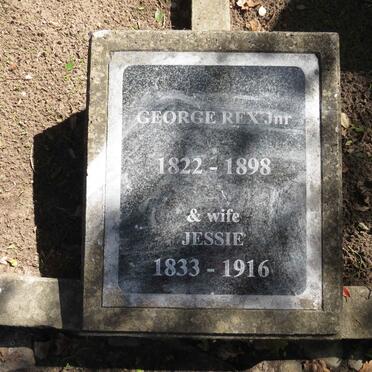 GEORGE REX Jnr
1822 - 1898
& wife
JESSIE
1833 - 1916